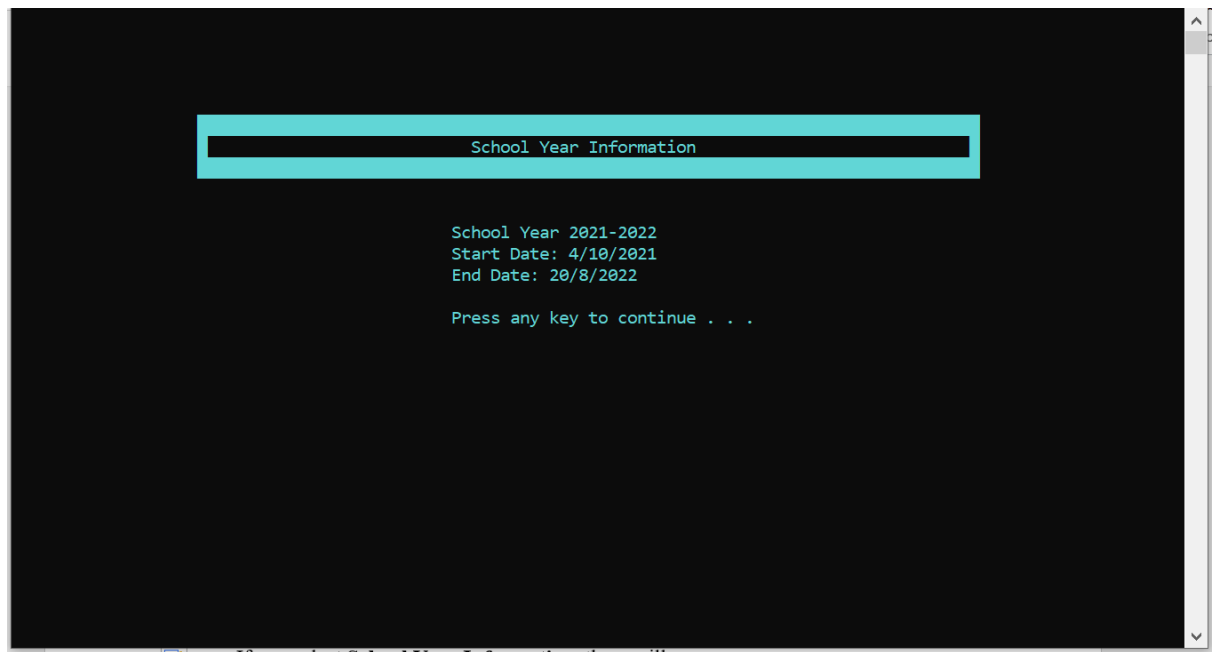 School Year Information
School Year 2021-2022
Start Date: 4/10/2021
End Date: 20/8/2022
Press any key to continue . . .